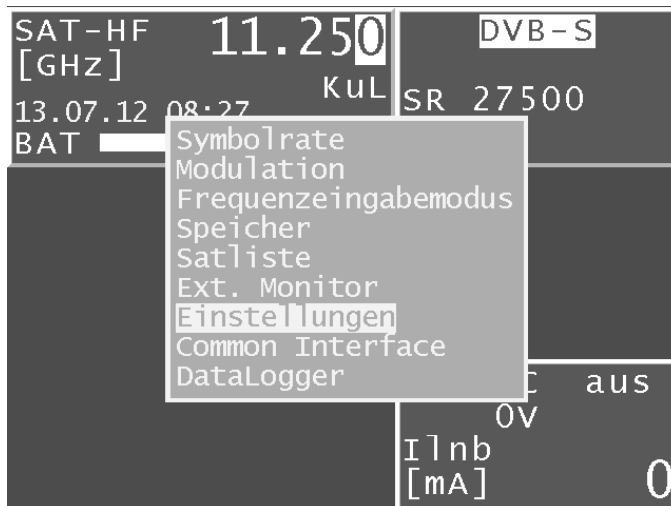 SAT-HF 11.250
[GHz]
KuL
13.07.12 08:27
BAT
DVB-S
SR 27500
Symbolrate
Modulation
Frequenzeingabemodus
Speicher
Satliste
Ext. Monitor
Einstellungen
Common Interface
DataLogger
C aus
0V
Ilnb
[mA] 0